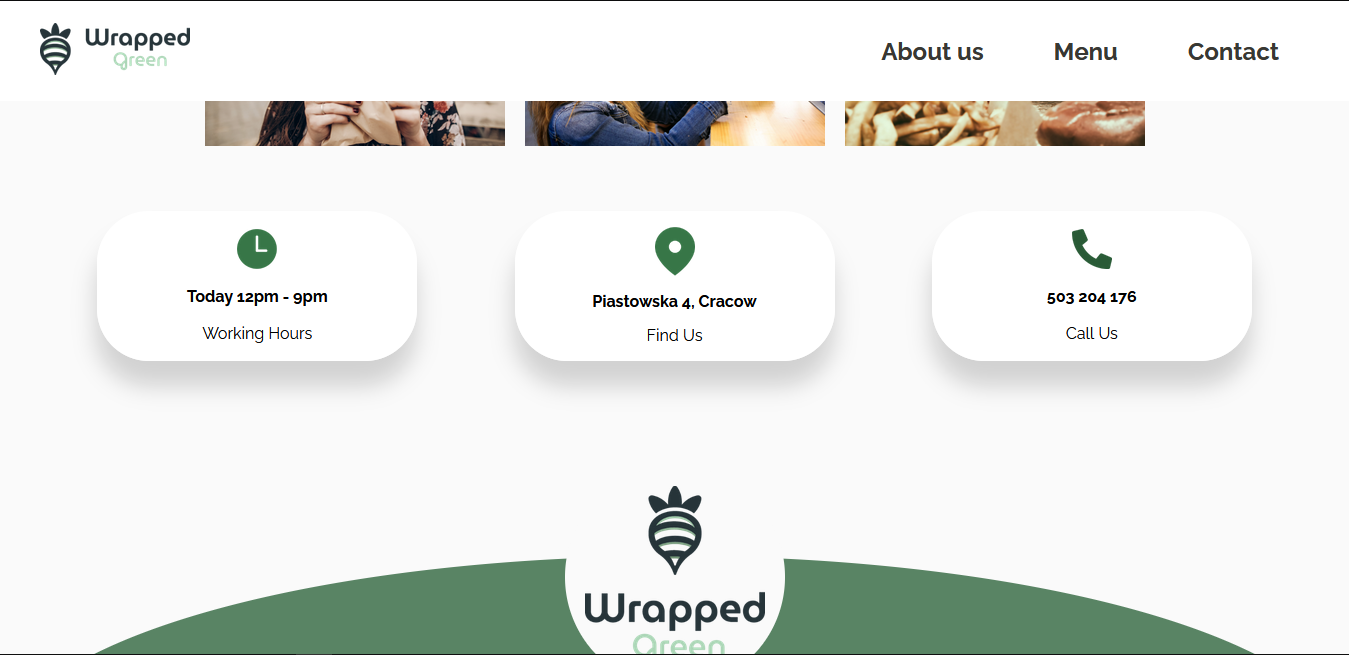 Wrapped
green
About us
Menu
Contact
Today 12pm - 9pm
Working Hours
Piastowska 4, Cracow
Find Us
503 204 176
Call Us
Wrapped
green